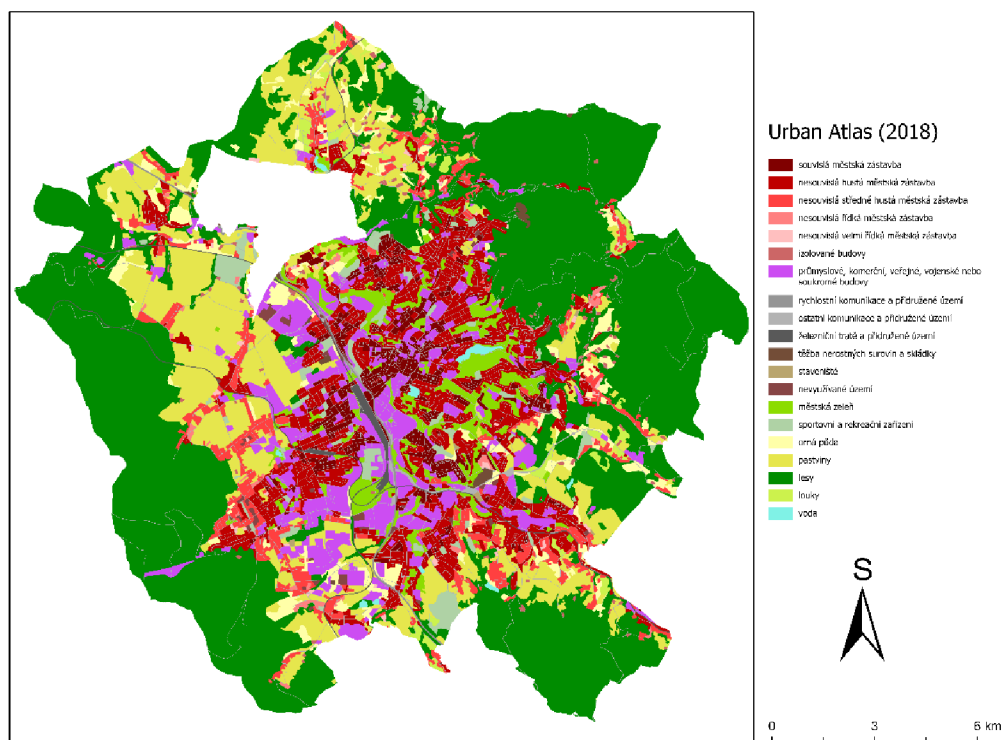 Urban Atlas (2018)
souvislá městská zástavba
nesouvislá hustá městská zástavba
nesouvislá středně hustá městská zástavba
nesouvislá řídká městská zástavba
nesouvislá velmi řídká městská zástavba
izolované budovy
průmyslové, komerční, veřejné, vojenské nebo
soukromé budovy
rychlostní komunikace a přidružené území
ostatní komunikace a přidružené území
železniční tratě a přidružené území
těžba nerostných surovin a skládky
staveniště
nevyužívané území
městská zeleň
sportovní a rekreační zařízení
orná půda
pastviny
lesy
louky
voda
S
0 3 6 km